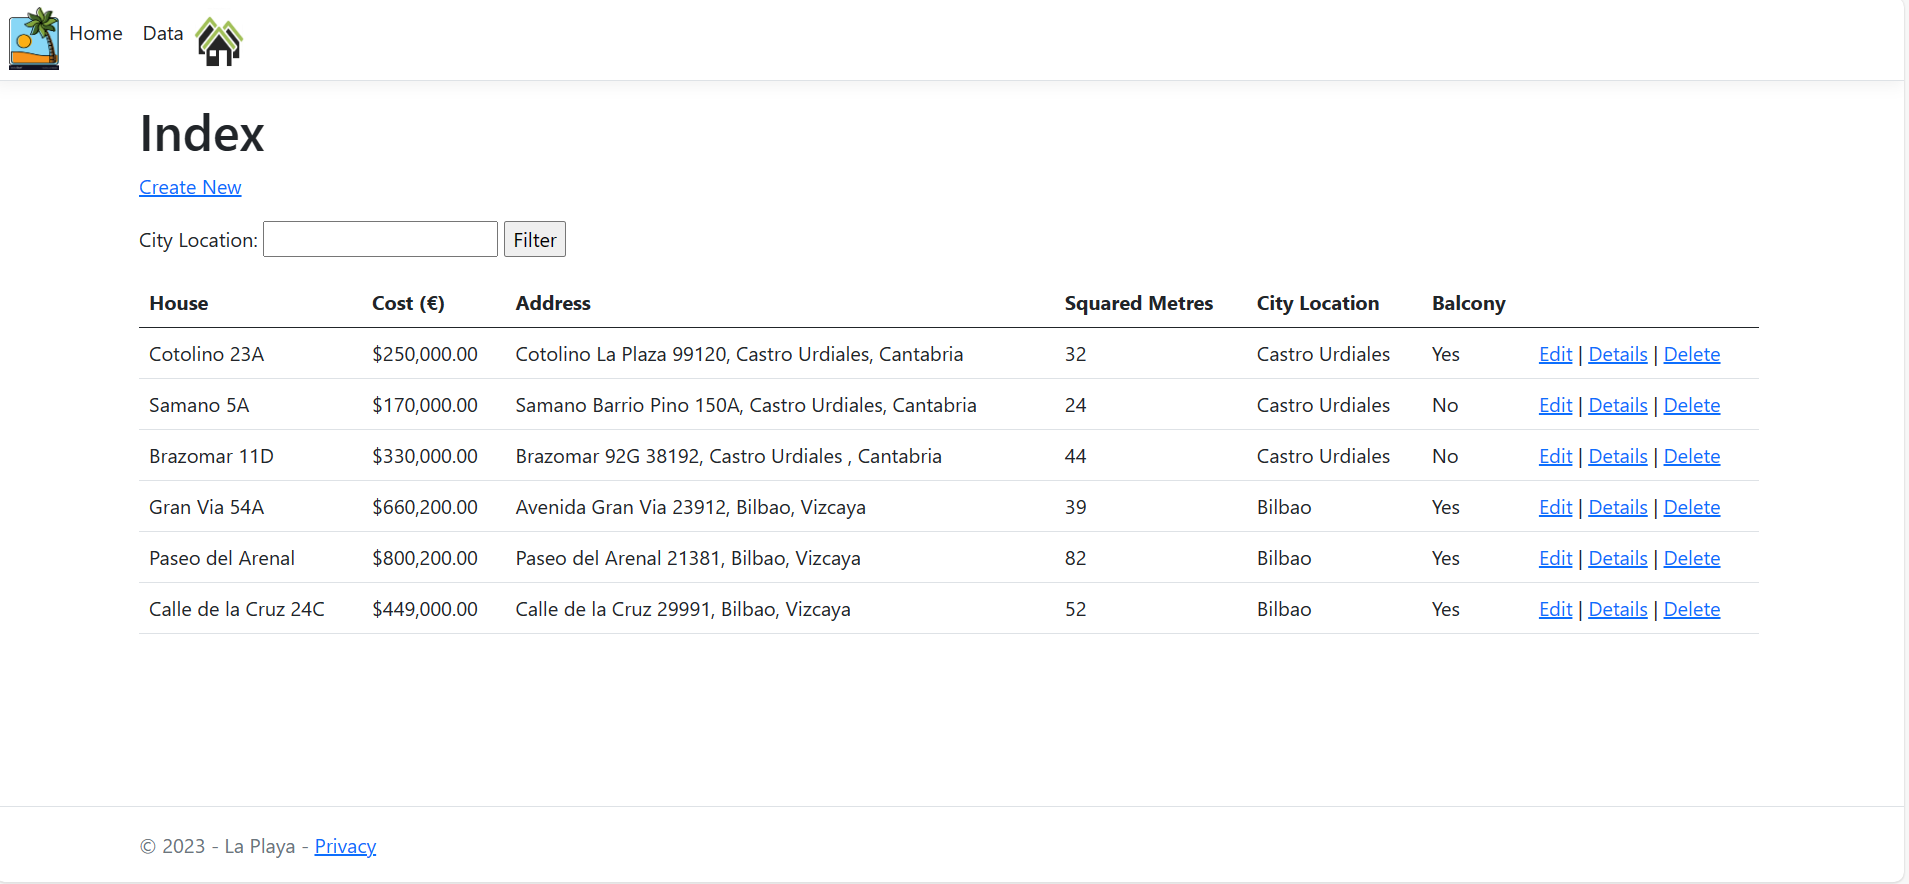 Home Data
Index
Create New
City Location: Filter
House Cost (€) Address Squared Metres City Location Balcony
Cotolino 23A $250,000.00 Cotolino La Plaza 99120, Castro Urdiales, Cantabria 32 Castro Urdiales Yes Edit | Details | Delete
Samano 5A $170,000.00 Samano Barrio Pino 150A, Castro Urdiales, Cantabria 24 Castro Urdiales No Edit | Details | Delete
Brazomar 11D $330,000.00 Brazomar 92G 38192, Castro Urdiales , Cantabria 44 Castro Urdiales No Edit | Details | Delete
Gran Via 54A $660,200.00 Avenida Gran Via 23912, Bilbao, Vizcaya 39 Bilbao Yes Edit | Details | Delete
Paseo del Arenal $800,200.00 Paseo del Arenal 21381, Bilbao, Vizcaya 82 Bilbao Yes Edit | Details | Delete
Calle de la Cruz 24C $449,000.00 Calle de la Cruz 29991, Bilbao, Vizcaya 52 Bilbao Yes Edit | Details | Delete
© 2023 - La Playa - Privacy